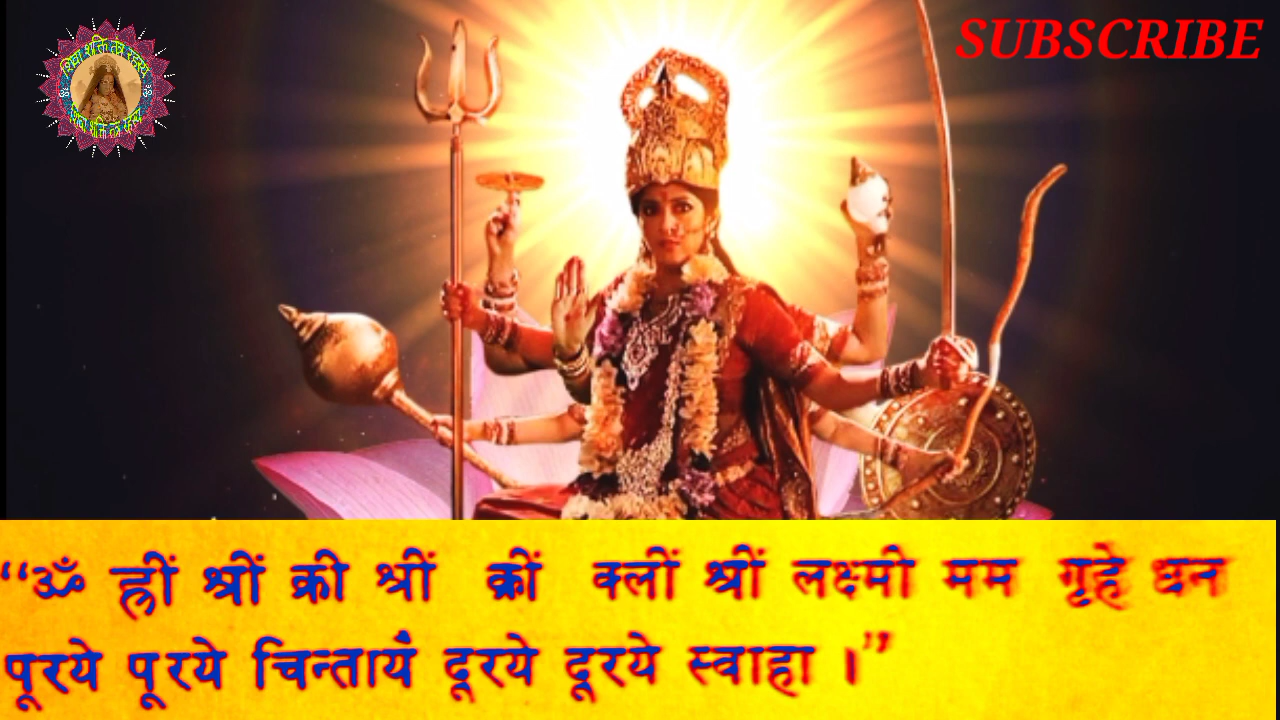 SUBSCRIBE
“ॐ ह्रीं श्रीं क्री श्रीं क्रीं क्लीं श्रीं लक्ष्मी मम गृहे धन
पूरये पूरये चिन्तायैं दूरये दूरये स्वाहा ।”